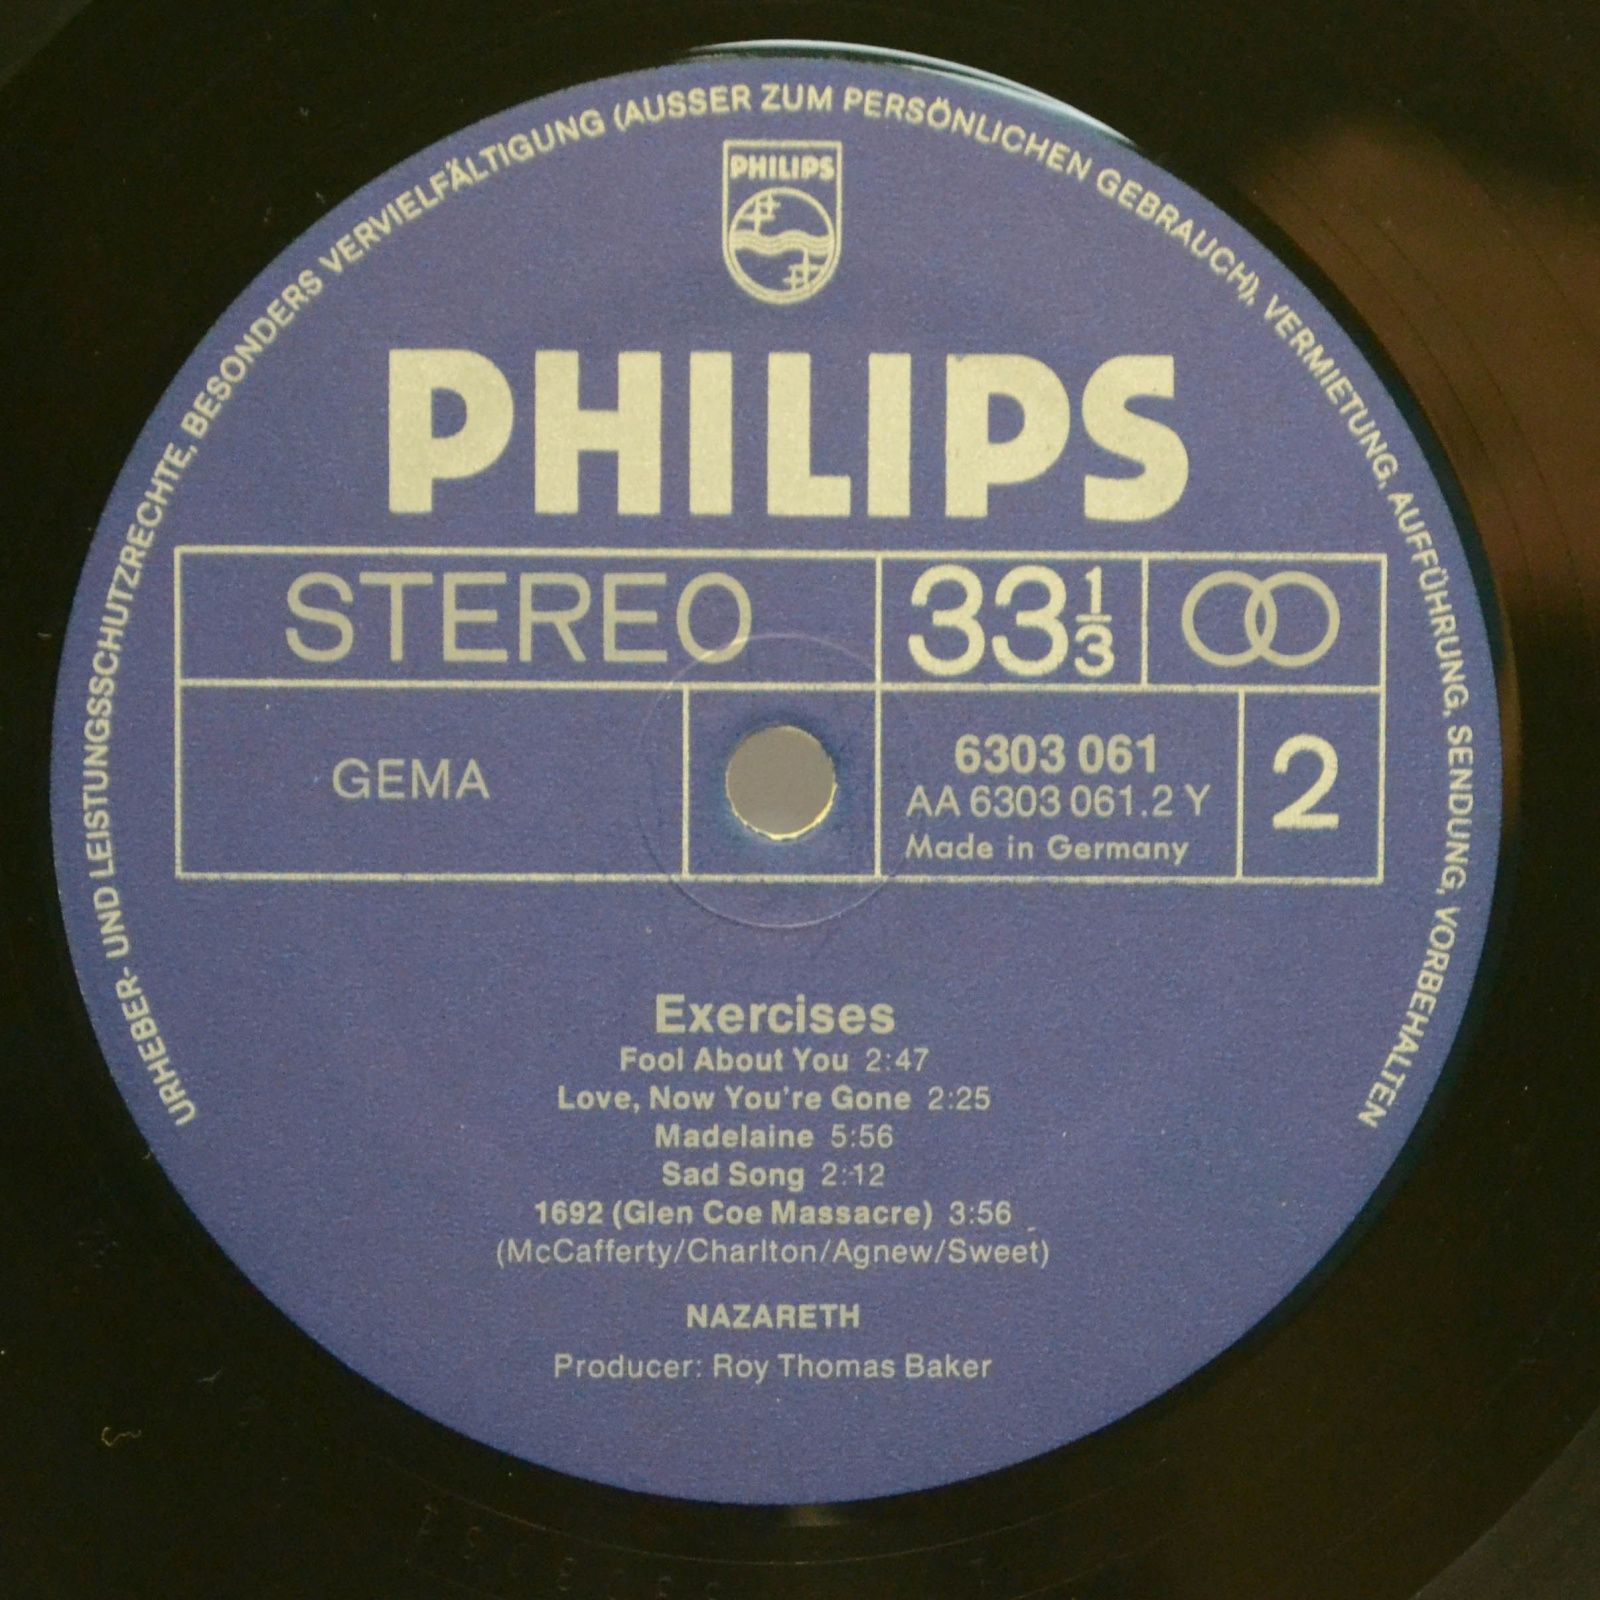 URHEBER- UND LEISTUNGSSCHUTZRECHTE, BESONDERS VERVIELFÄLTIGUNG (AUSSER ZUM PERSÖNLICHEN GEBRAUCH), VERMIETUNG, AUFFÜHRUNG, SENDUNG, VORBEHALTEN
PHILIPS
PHILIPS
STEREO 33 1/3
GEMA
6303 061
AA 6303 061.2 Y
Made in Germany
2
Exercises
Fool About You 2:47
Love, Now You're Gone 2:25
Madelaine 5:56
Sad Song 2:12
1692 (Glen Coe Massacre) 3:56
(McCafferty/Charlton/Agnew/Sweet)
NAZARETH
Producer: Roy Thomas Baker